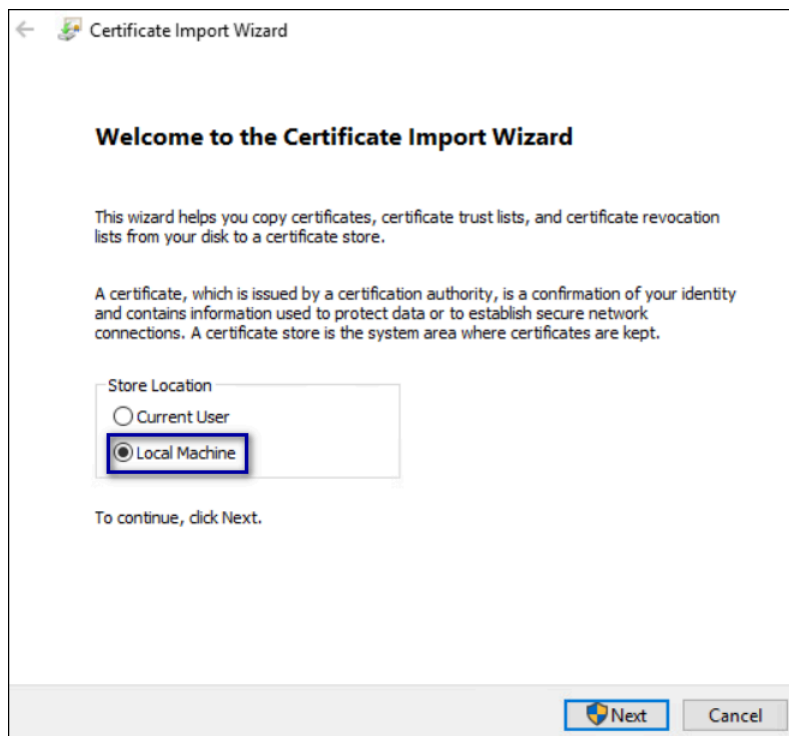 Certificate Import Wizard
Welcome to the Certificate Import Wizard
This wizard helps you copy certificates, certificate trust lists, and certificate revocation
lists from your disk to a certificate store.
A certificate, which is issued by a certification authority, is a confirmation of your identity
and contains information used to protect data or to establish secure network
connections. A certificate store is the system area where certificates are kept.
Store Location
Current User
Local Machine
To continue, click Next.
Next
Cancel